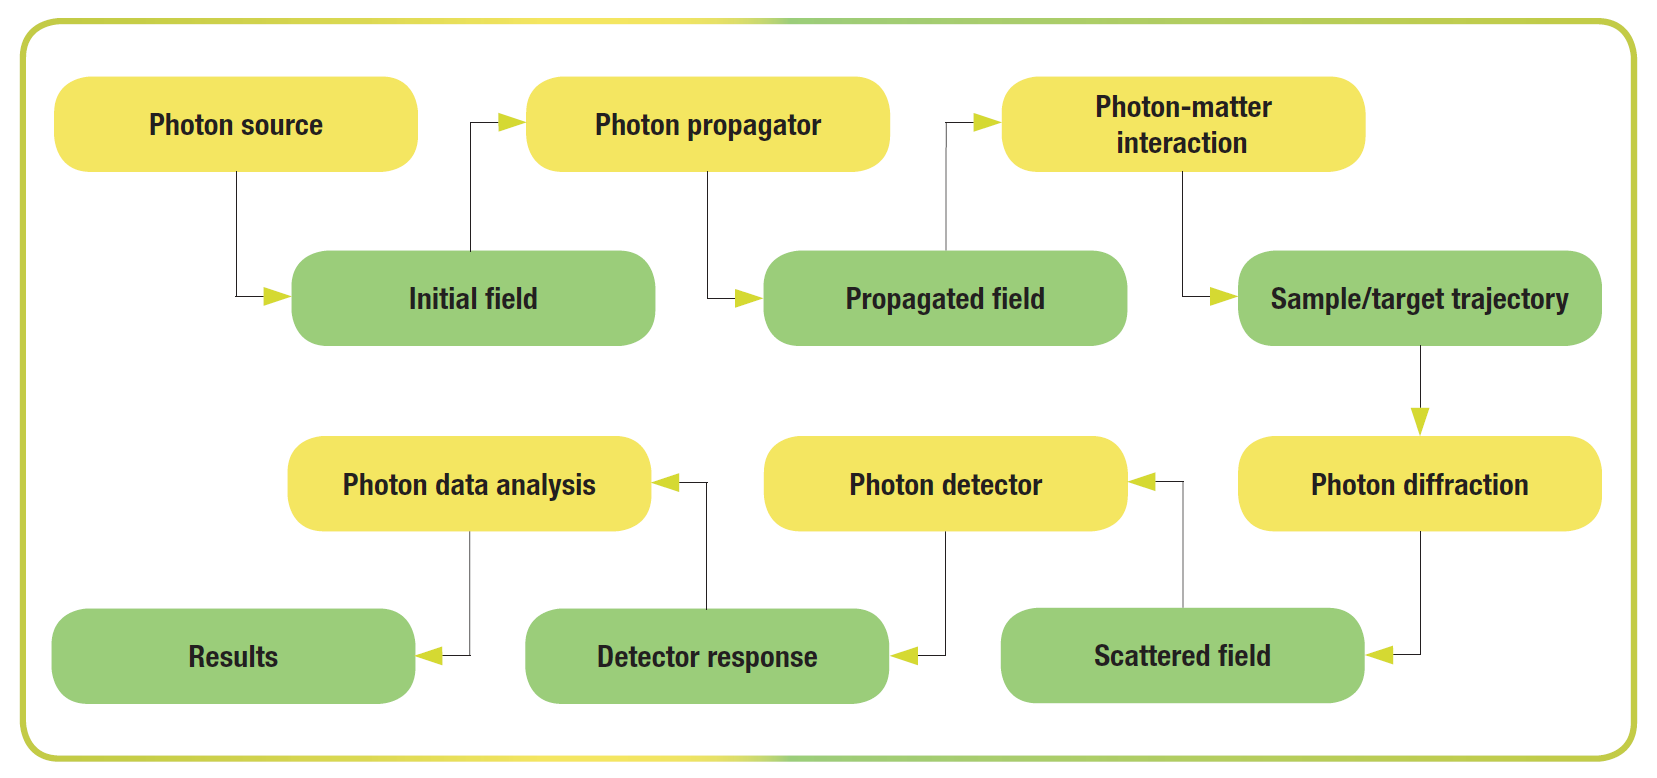 Photon source
Photon propagator
Photon-matter
interaction
Initial field
Propagated field
Sample/target trajectory
Photon data analysis
Photon detector
Photon diffraction
Results
Detector response
Scattered field